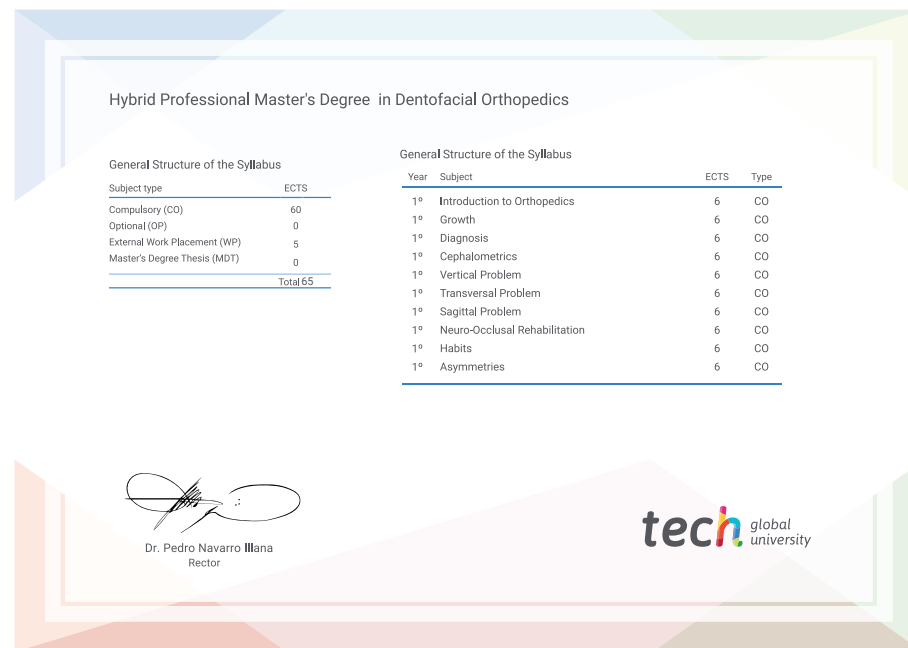 Hybrid Professional Master's Degree in Dentofacial Orthopedics
General Structure of the Syllabus
Subject type ECTS
Compulsory (CO) 60
Optional (OP) 0
External Work Placement (WP) 5
Master's Degree Thesis (MDT) 0
Total 65
General Structure of the Syllabus
Year Subject ECTS Type
1º Introduction to Orthopedics 6 CO
1º Growth 6 CO
1º Diagnosis 6 CO
1º Cephalometrics 6 CO
1º Vertical Problem 6 CO
1º Transversal Problem 6 CO
1º Sagittal Problem 6 CO
1º Neuro-Occlusal Rehabilitation 6 CO
1º Habits 6 CO
1º Asymmetries 6 CO
Dr. Pedro Navarro Illana
Rector
tech global
university